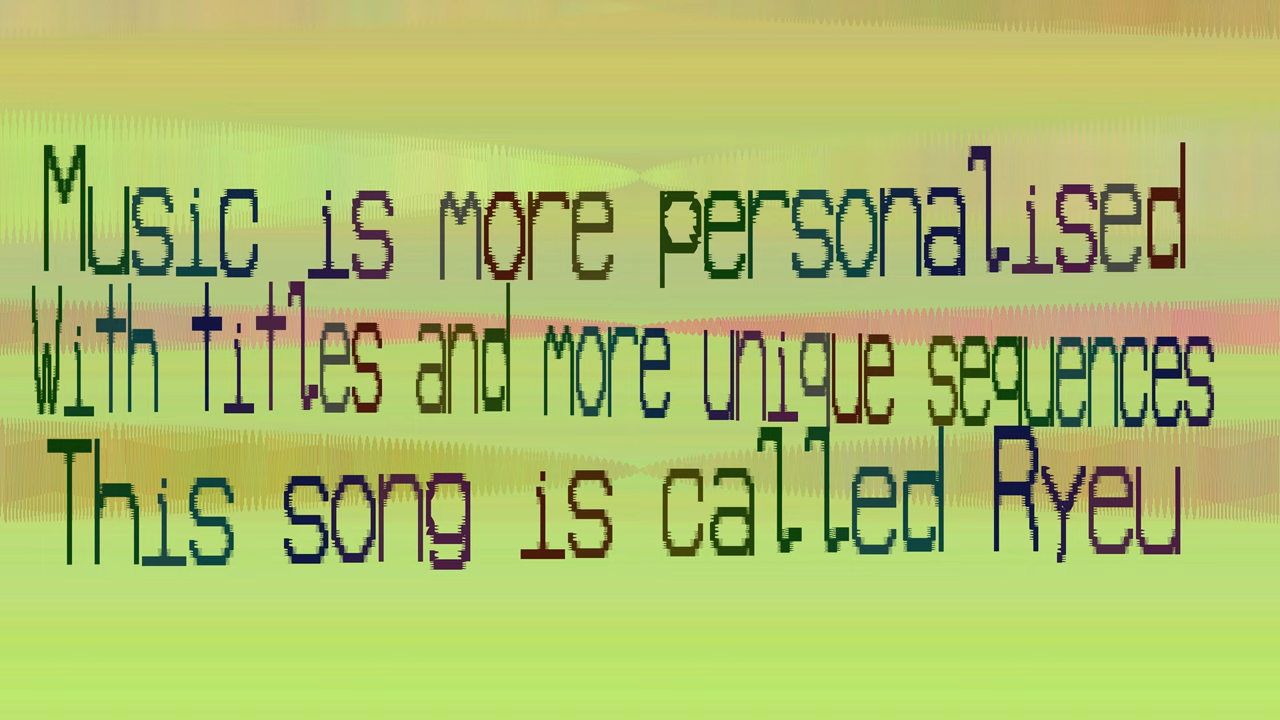 Music is more personalised
With titles and more unique sequences
This song is called Ryeu